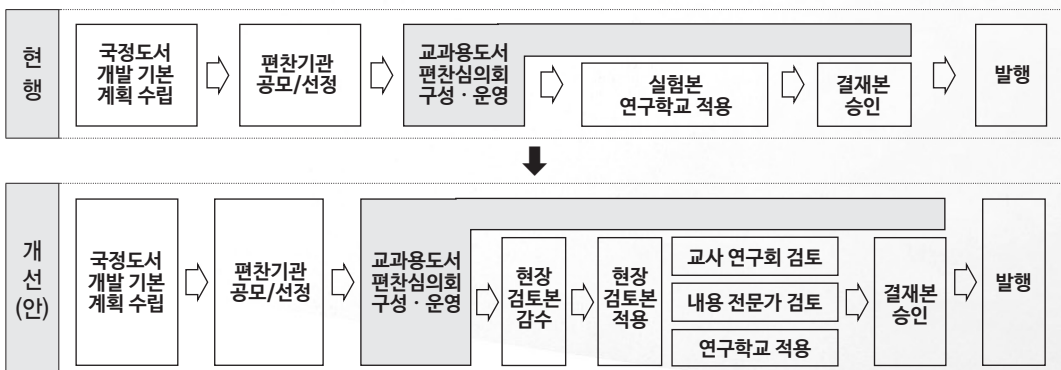 현
행
국정도서
개발 기본
계획 수립
편찬기관
공모/선정
교과용도서
편찬심의회
구성 · 운영
실험본
연구학교 적용
결재본
승인
발행
개
선
(안)
국정도서
개발 기본
계획 수립
편찬기관
공모/선정
교과용도서
편찬심의회
구성 · 운영
현장
검토본
감수
현장
검토본
적용
교사 연구회 검토
내용 전문가 검토
연구학교 적용
결재본
승인
발행